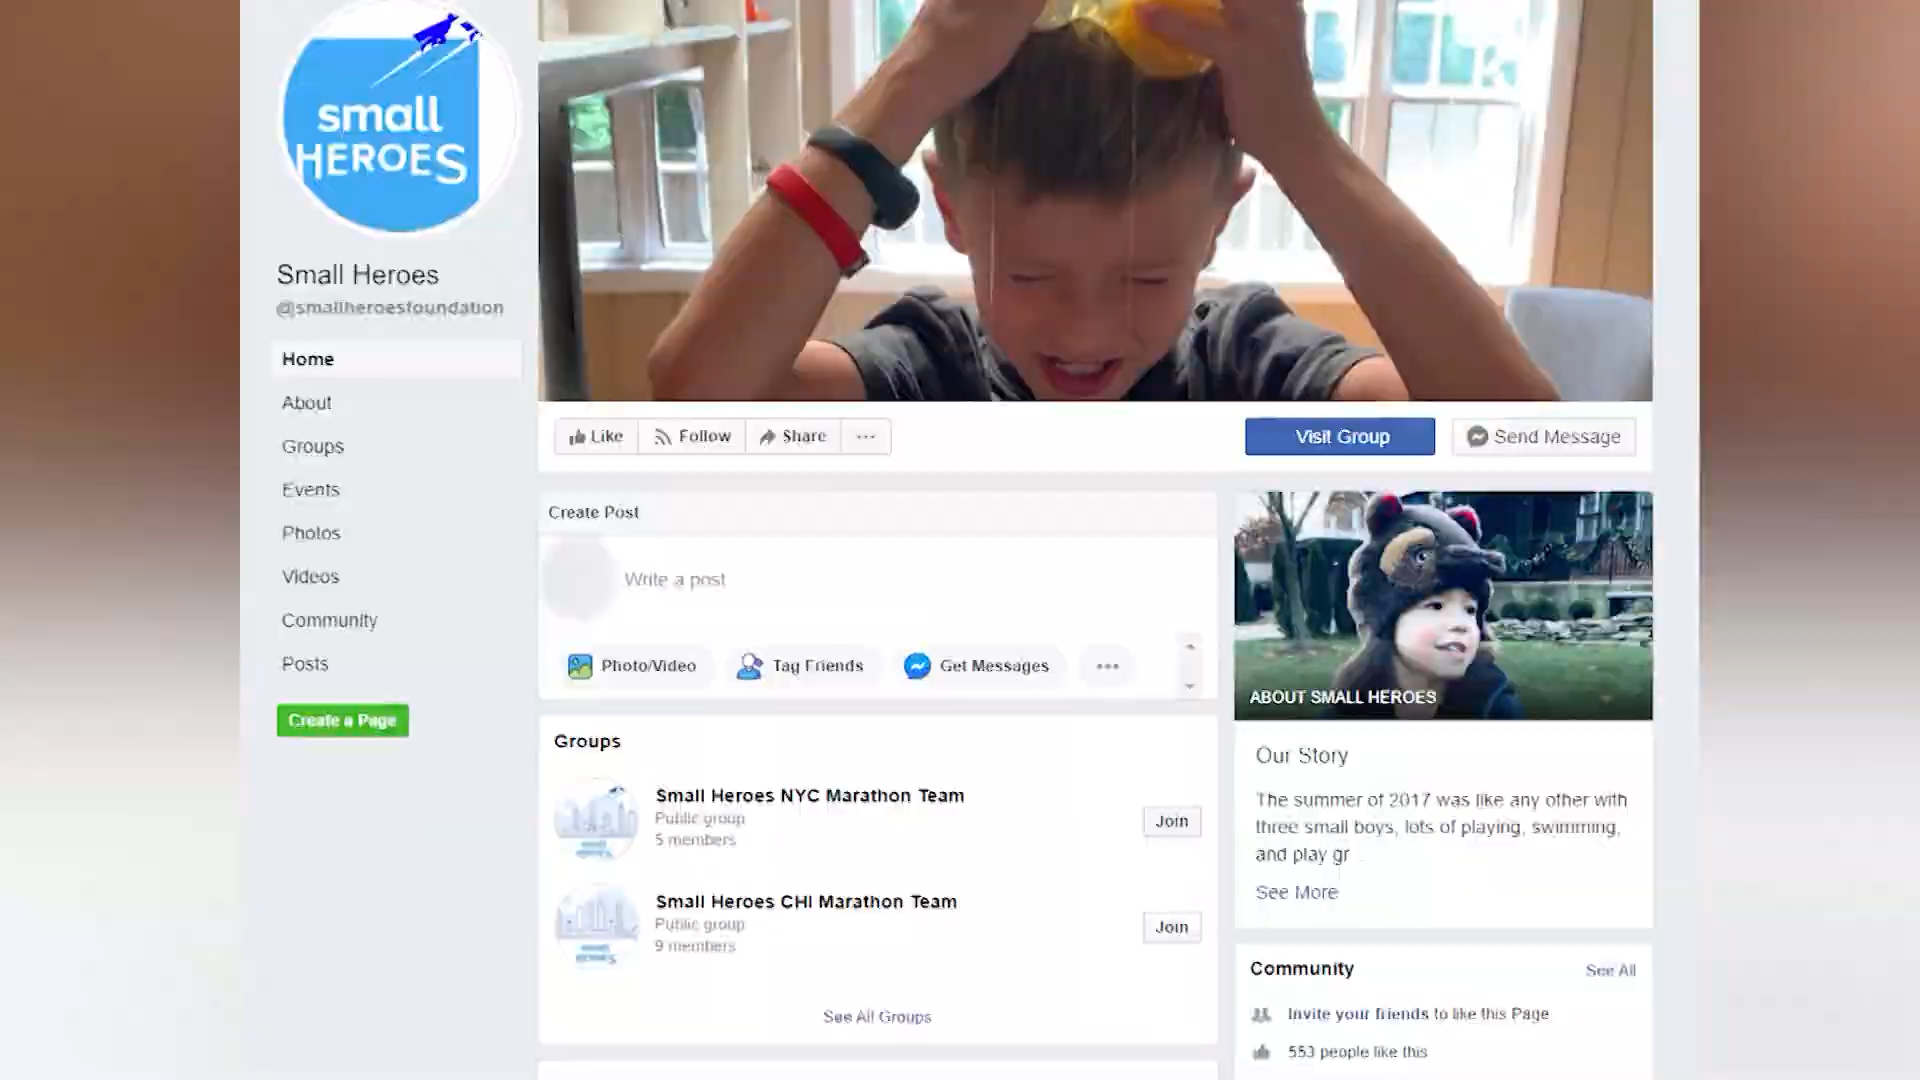 small
HEROES
Small Heroes
@smallheroesfoundation
Home
About
Groups
Events
Photos
Videos
Community
Posts
Create a Page
Like
Follow
Share
Visit Group
Send Message
Create Post
Write a post
Photo/Video
Tag Friends
Get Messages
Groups
Small Heroes NYC Marathon Team
Public group
5 members
Join
Small Heroes CHI Marathon Team
Public group
9 members
Join
See All Groups
ABOUT SMALL HEROES
Our Story
The summer of 2017 was like any other with
three small boys, lots of playing, swimming,
and play gr
See More
Community
See All
Invite your friends to like this Page
553 people like this